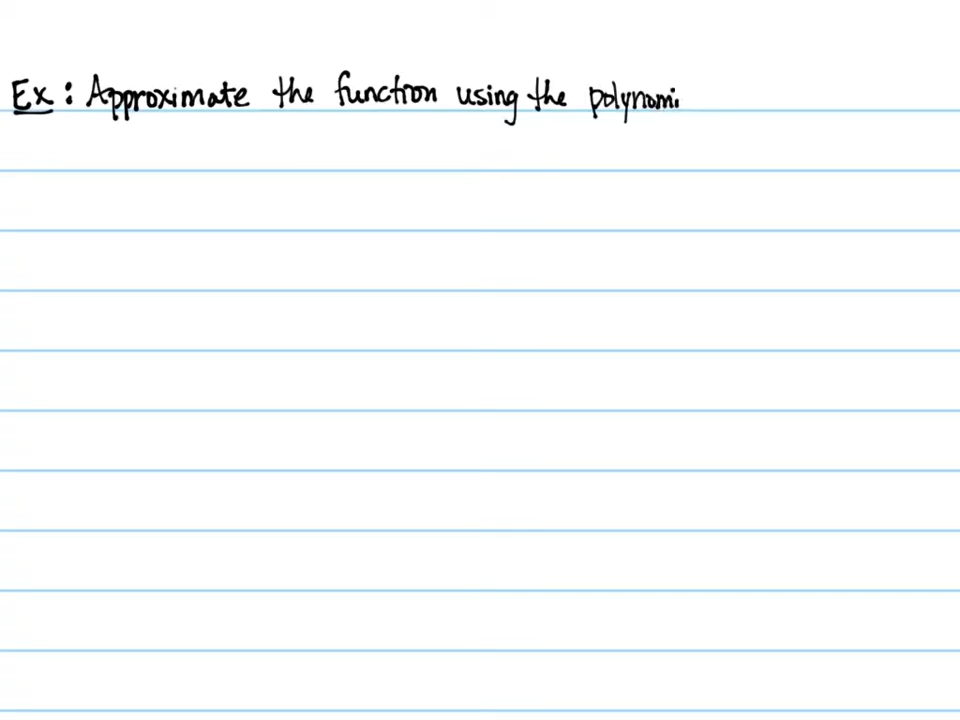 Ex: Approximate the function using the polynomi